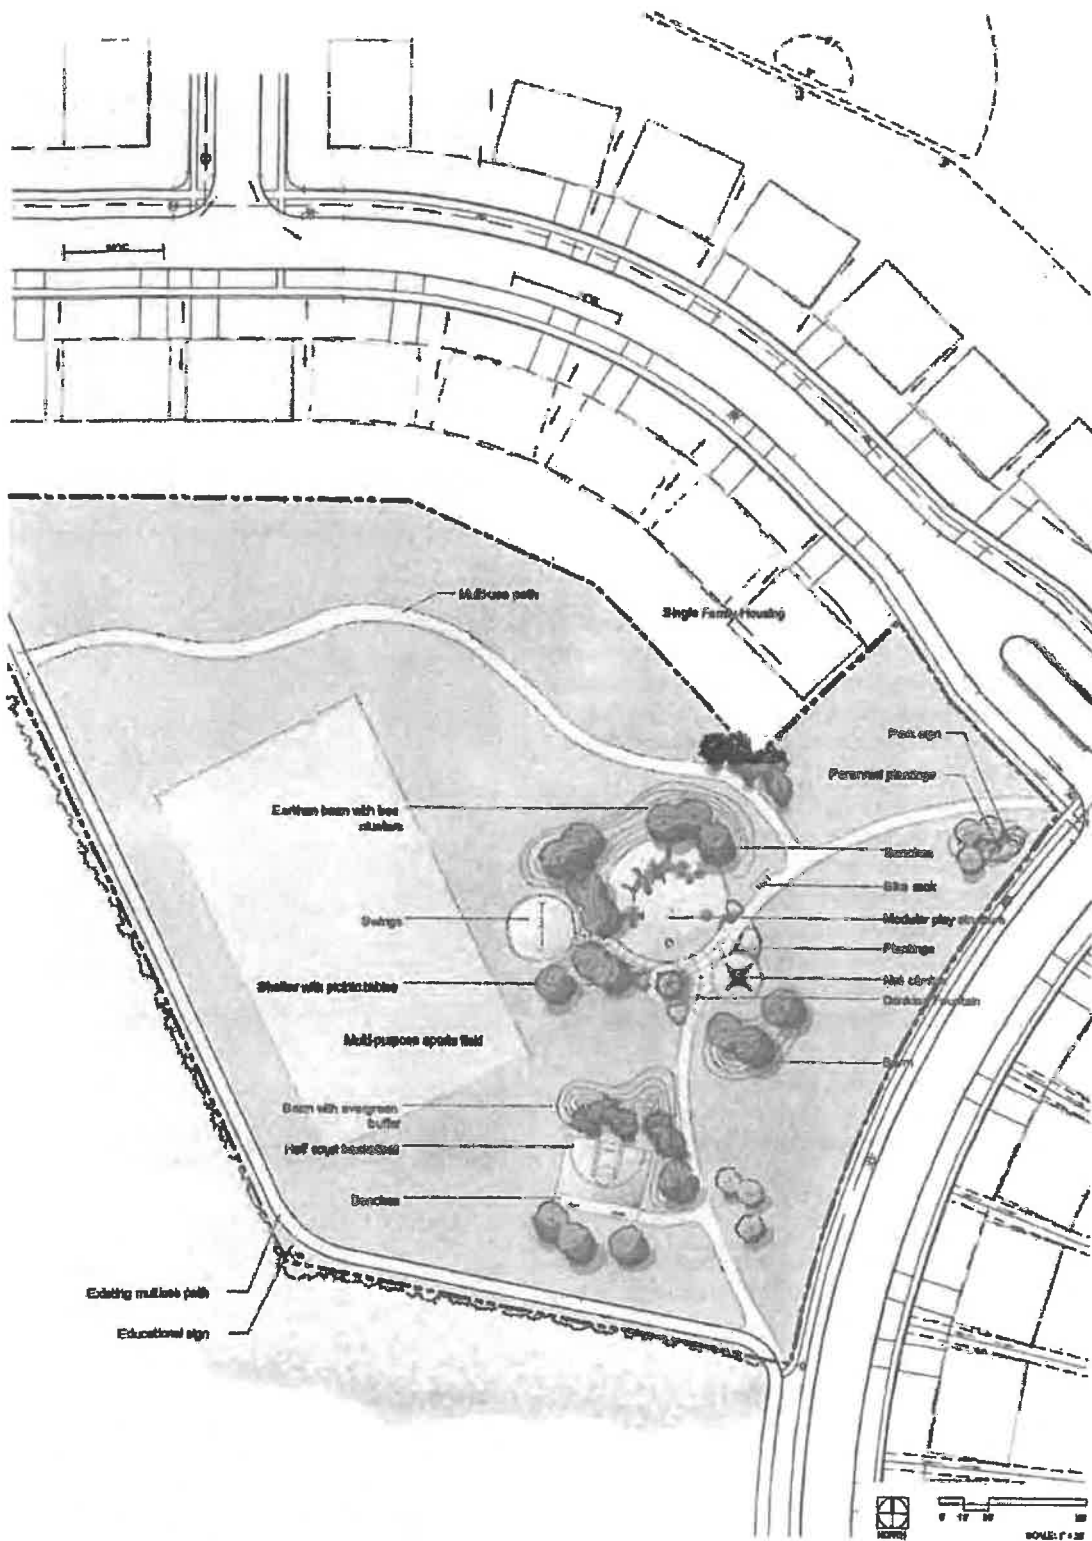 Multi-use path
Single Family Housing
Park sign
Perennial plantings
Earthen berm with tree
clusters
Benches
Bike rack
Swings
Modular play structure
Plantings
Shelter with picnic tables
Fountain
Multi-purpose sports field
Berm
Berm with evergreen
buffer
Half court basketball
Benches
Existing multiuse path
Educational sign
NORTH